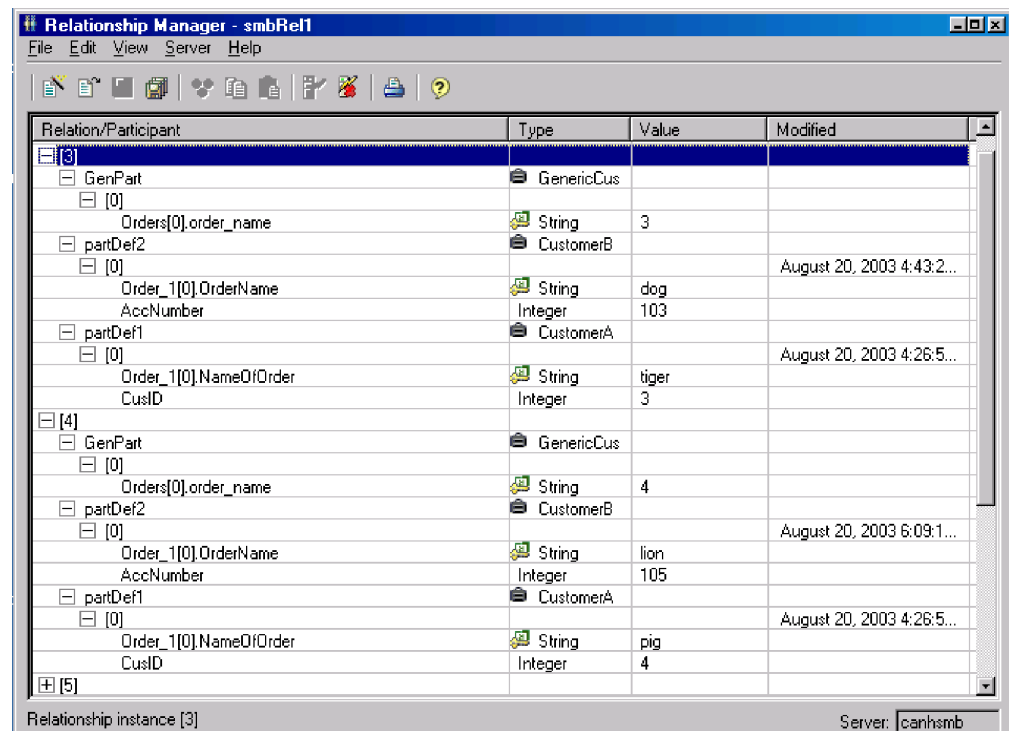 Relationship Manager - smbRel1
File Edit View Server Help
Relation/Participant Type Value Modified
[3]
GenPart GenericCus
[0]
Orders[0].order_name String 3
partDef2 CustomerB
[0] August 20, 2003 4:43:2...
Order_1[0].OrderName String dog
AccNumber Integer 103
partDef1 CustomerA
[0] August 20, 2003 4:26:5...
Order_1[0].NameOfOrder String tiger
CusID Integer 3
[4]
GenPart GenericCus
[0]
Orders[0].order_name String 4
partDef2 CustomerB
[0] August 20, 2003 6:09:1...
Order_1[0].OrderName String lion
AccNumber Integer 105
partDef1 CustomerA
[0] August 20, 2003 4:26:5...
Order_1[0].NameOfOrder String pig
CusID Integer 4
[5]
Relationship instance [3] Server: canhsmb